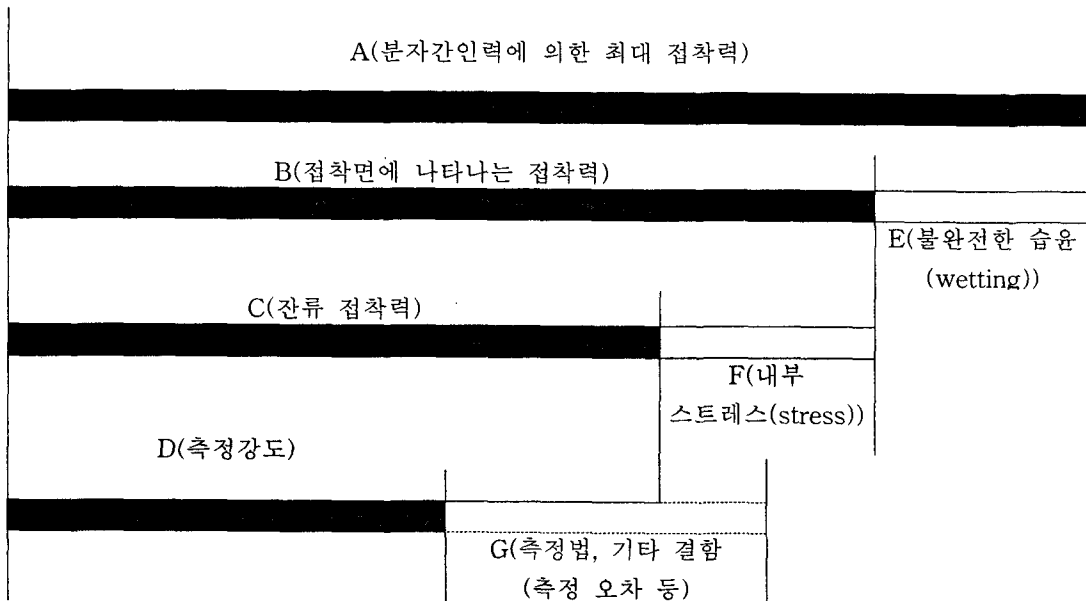 A(분자간인력에 의한 최대 접착력)
B(접착면에 나타나는 접착력)
E(불완전한 습윤
(wetting))
C(잔류 접착력)
F(내부
스트레스(stress))
D(측정강도)
G(측정법, 기타 결함
(측정 오차 등)